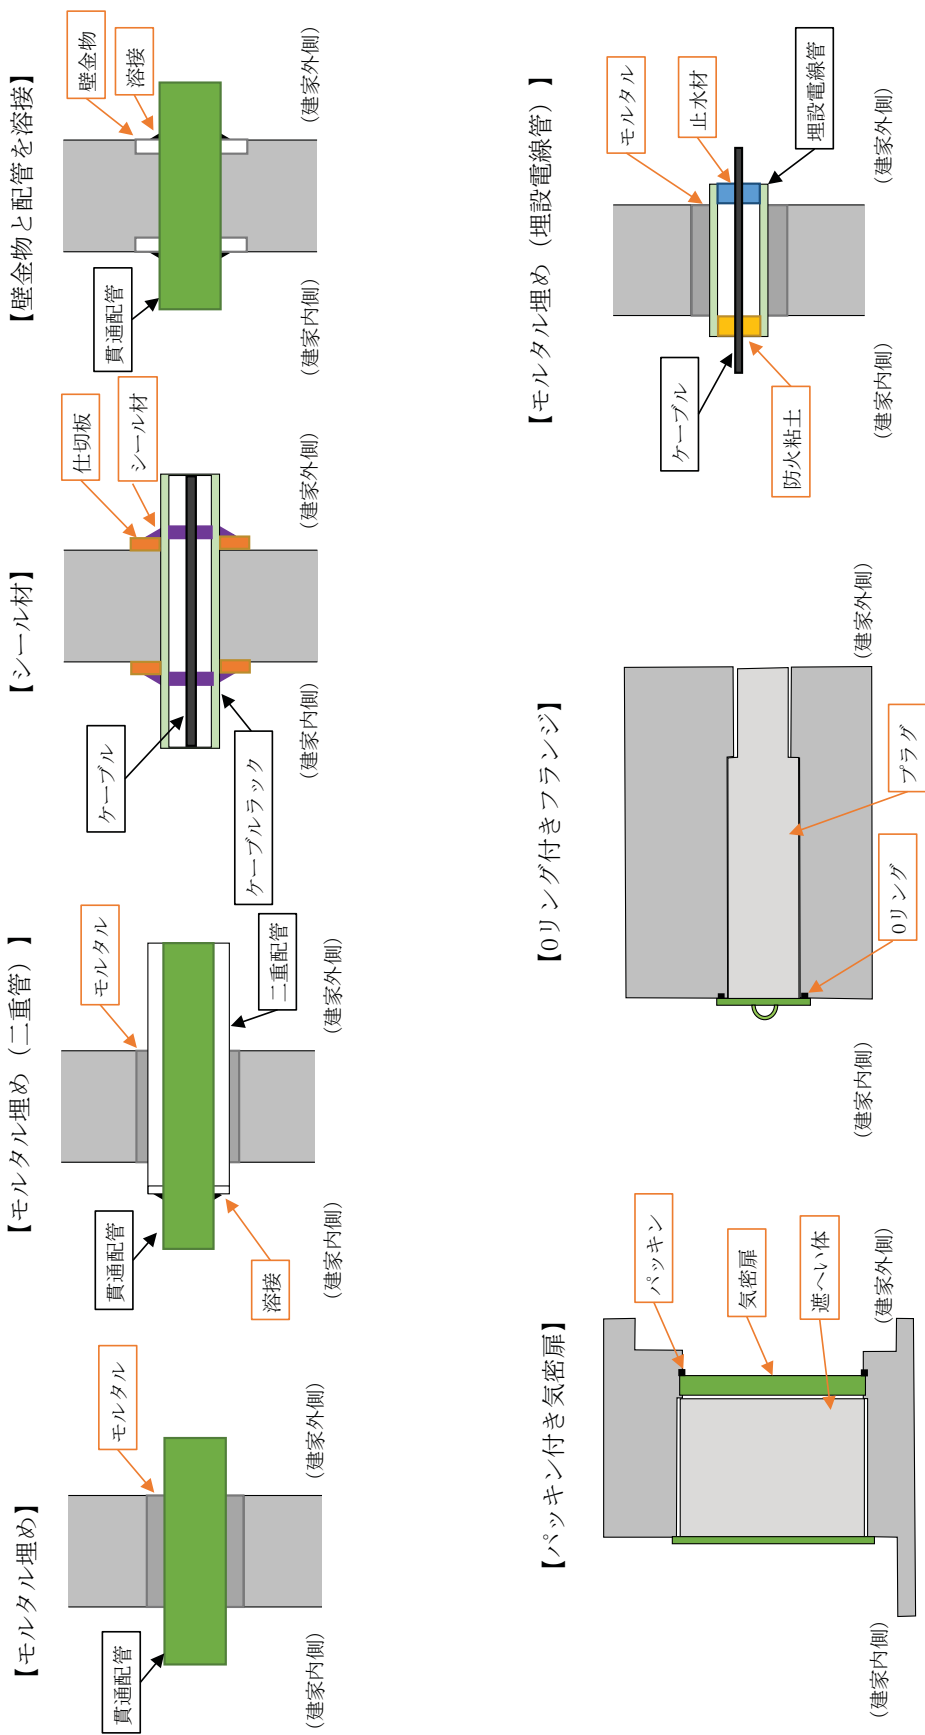 【モルタル埋め】
貫通配管
モルタル
(建家内側)
(建家外側)
【モルタル埋め（二重管）】
貫通配管
溶接
モルタル
二重配管
(建家内側)
(建家外側)
【シール材】
ケーブル
ケーブルラック
仕切板
シール材
(建家内側)
(建家外側)
【壁金物と配管を溶接】
貫通配管
壁金物
溶接
(建家内側)
(建家外側)
【パッキン付き気密扉】
パッキン
気密扉
遮へい体
(建家内側)
(建家外側)
【Oリング付きフランジ】
Oリング
プラグ
(建家内側)
(建家外側)
【モルタル埋め（埋設電線管）】
ケーブル
防火粘土
モルタル
止水材
埋設電線管
(建家内側)
(建家外側)